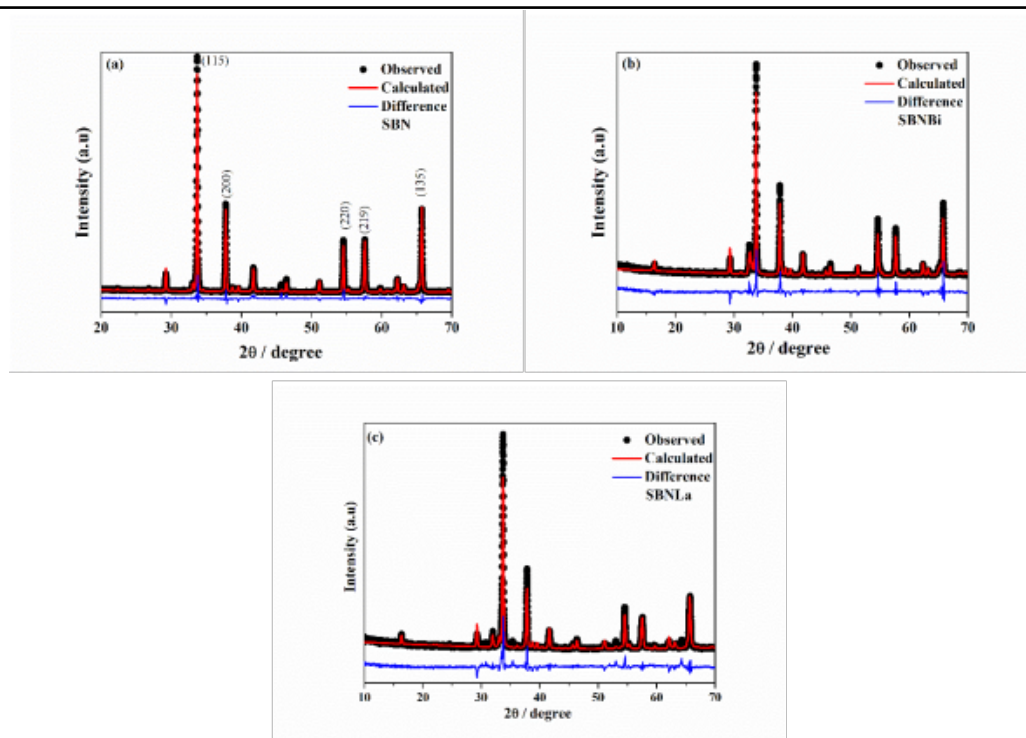 (a)
(115)
Observed
Calculated
Difference
SBN
(200)
(220)
(219)
(135)
Intensity (a.u)
20 30 40 50 60 70
2θ / degree
(b)
Observed
Calculated
Difference
SBNBi
Intensity (a.u)
10 20 30 40 50 60 70
2θ / degree
(c)
Observed
Calculated
Difference
SBNLa
Intensity (a.u)
10 20 30 40 50 60 70
2θ / degree